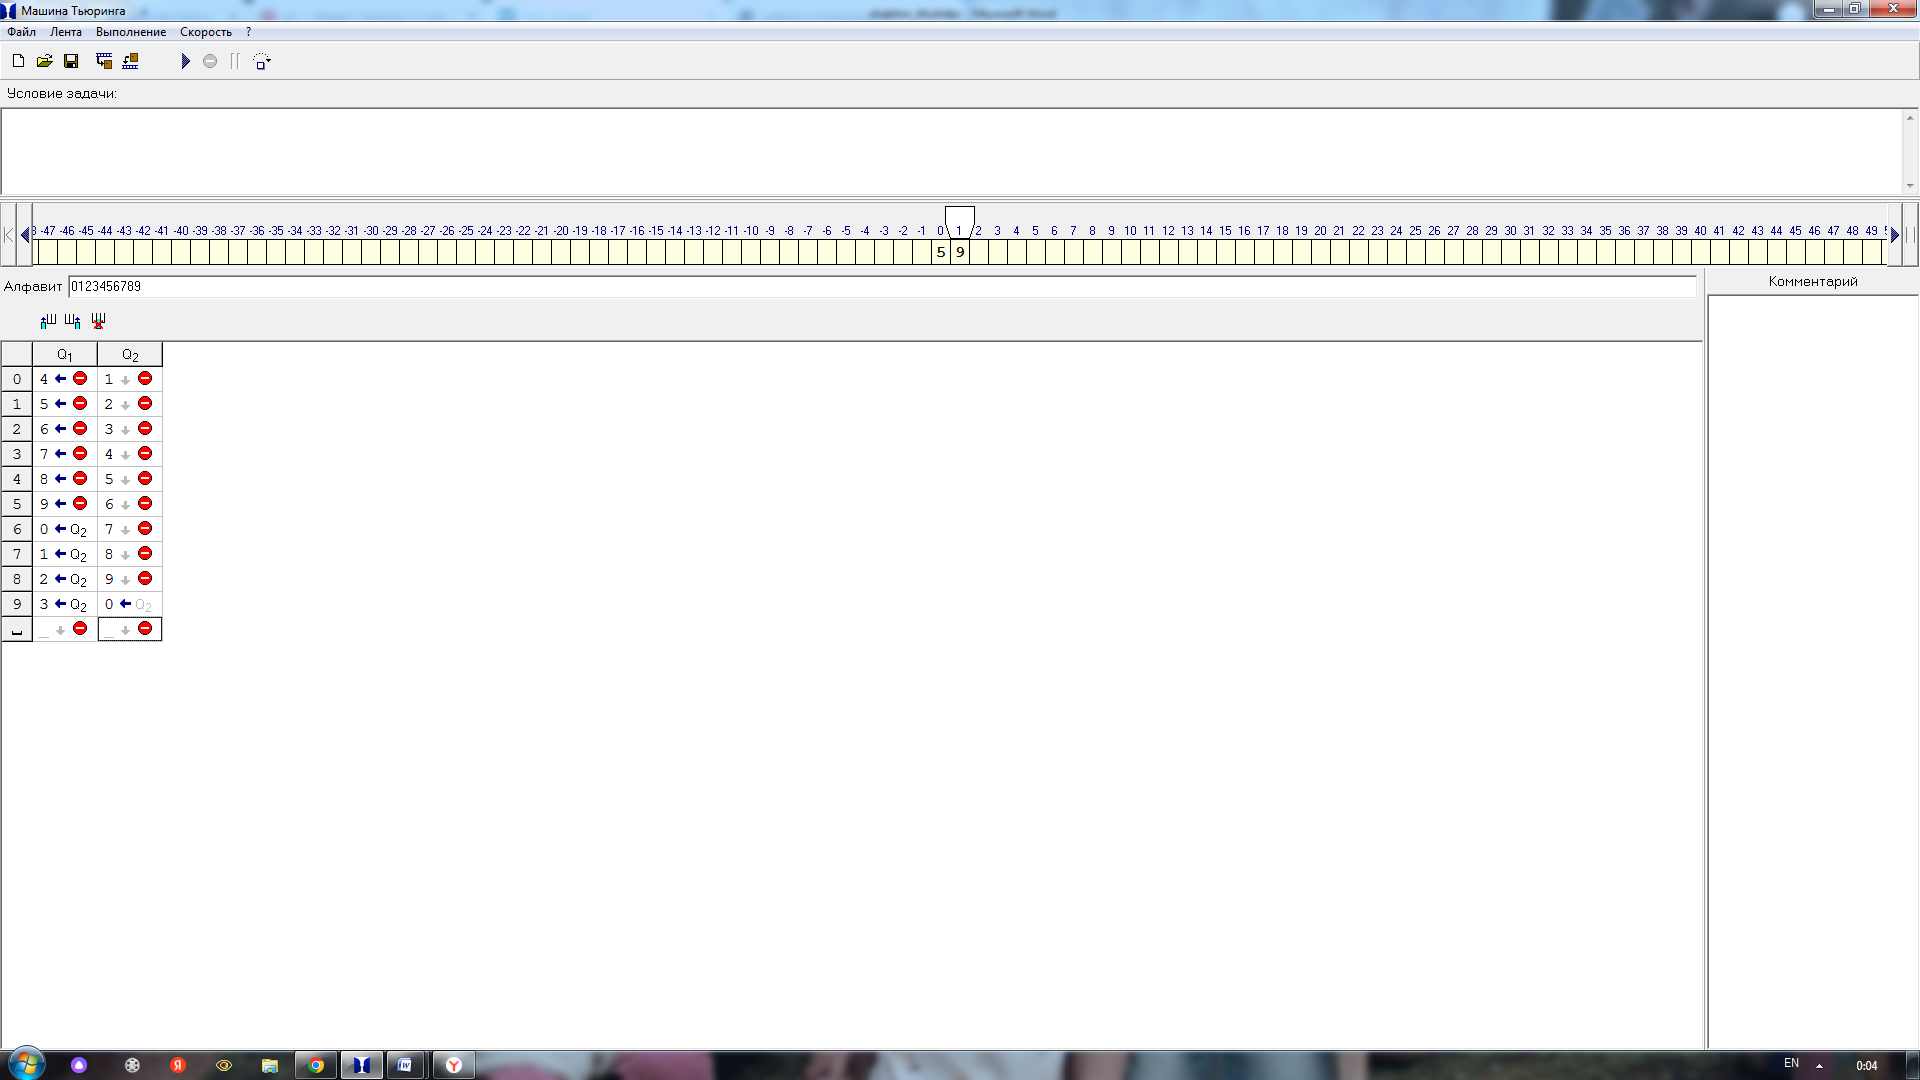 Машина Тьюринга
Файл Лента Выполнение Скорость ?
Условие задачи:
-47 -46 -45 -44 -43 -42 -41 -40 -39 -38 -37 -36 -35 -34 -33 -32 -31 -30 -29 -28 -27 -26 -25 -24 -23 -22 -21 -20 -19 -18 -17 -16 -15 -14 -13 -12 -11 -10 -9 -8 -7 -6 -5 -4 -3 -2 -1 0 1 2 3 4 5 6 7 8 9 10 11 12 13 14 15 16 17 18 19 20 21 22 23 24 25 26 27 28 29 30 31 32 33 34 35 36 37 38 39 40 41 42 43 44 45 46 47 48 49
5 9
Алфавит 0123456789
Комментарий
Q1 Q2
0 4 1
1 5 2
2 6 3
3 7 4
4 8 5
5 9 6
6 0 Q2 7
7 1 Q2 8
8 2 Q2 9
9 3 Q2 0 Q2
_ _
EN 0:04